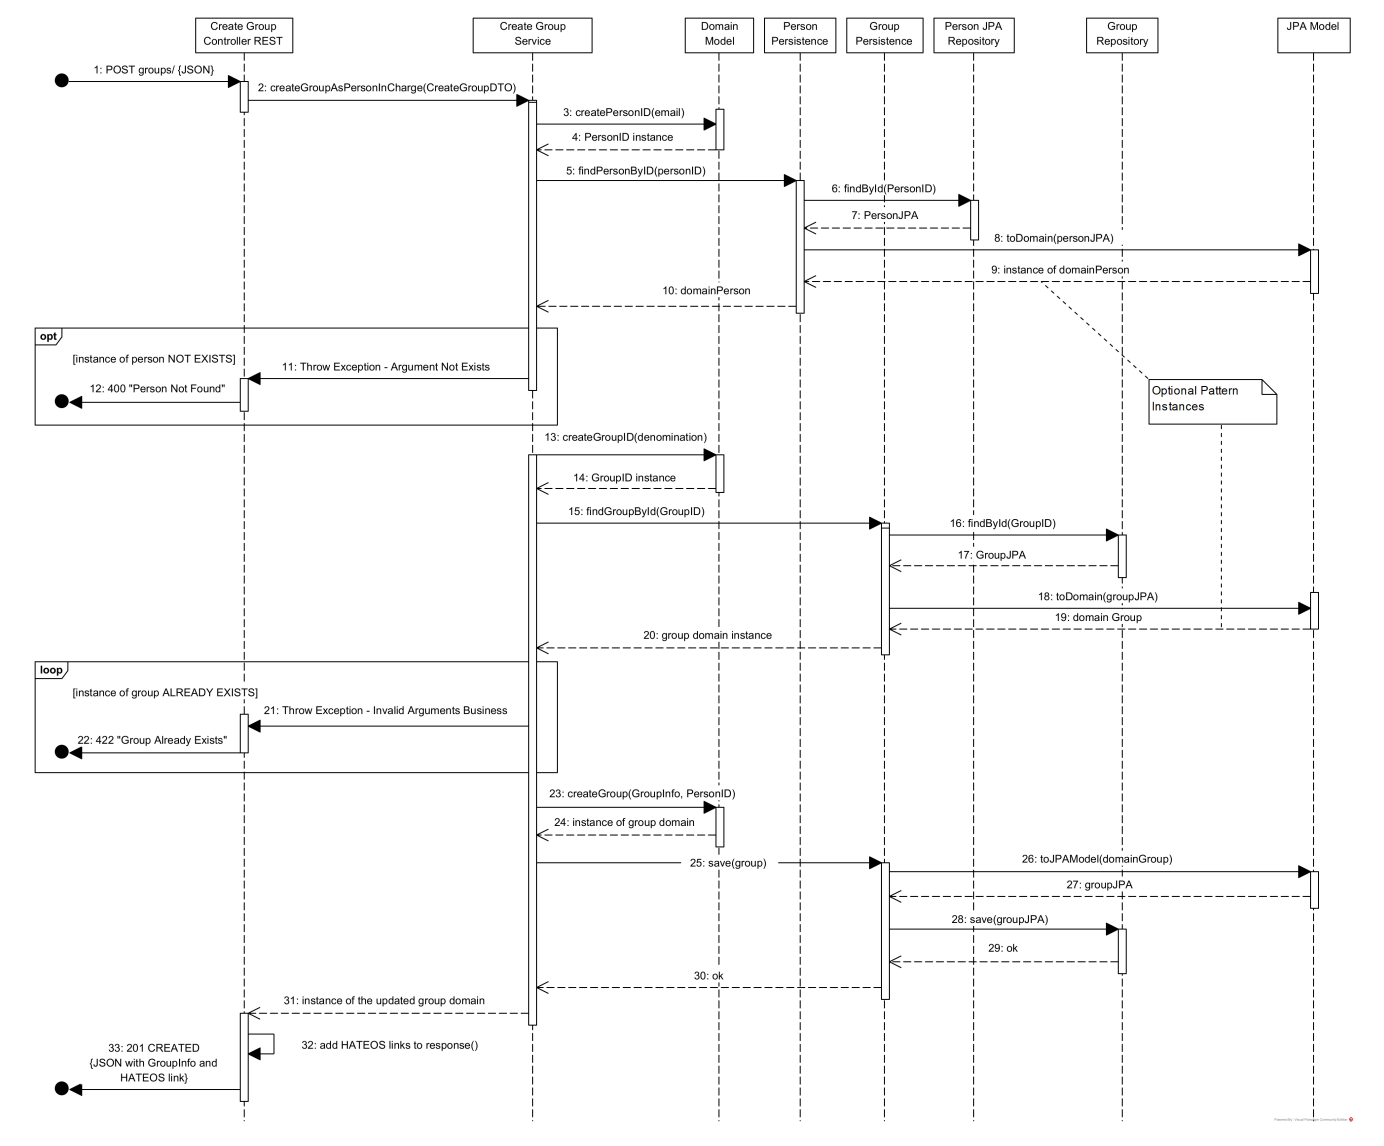 Create Group
Controller REST
Create Group
Service
Domain
Model
Person
Persistence
Group
Persistence
Person JPA
Repository
Group
Repository
JPA Model
1: POST groups/ {JSON}
2: createGroupAsPersonInCharge(CreateGroupDTO)
3: createPersonID(email)
4: PersonID instance
5: findPersonByID(personID)
6: findById(PersonID)
7: PersonJPA
8: toDomain(personJPA)
9: instance of domainPerson
10: domainPerson
opt
[instance of person NOT EXISTS]
11: Throw Exception - Argument Not Exists
12: 400 "Person Not Found"
Optional Pattern
Instances
13: createGroupID(denomination)
14: GroupID instance
15: findGroupById(GroupID)
16: findById(GroupID)
17: GroupJPA
18: toDomain(groupJPA)
19: domain Group
20: group domain instance
loop
[instance of group ALREADY EXISTS]
21: Throw Exception - Invalid Arguments Business
22: 422 "Group Already Exists"
23: createGroup(GroupInfo, PersonID)
24: instance of group domain
25: save(group)
26: toJPAModel(domainGroup)
27: groupJPA
28: save(groupJPA)
29: ok
30: ok
31: instance of the updated group domain
32: add HATEOS links to response()
33: 201 CREATED
{JSON with GroupInfo and
HATEOS link}
Powered By Visual Paradigm Community Edition